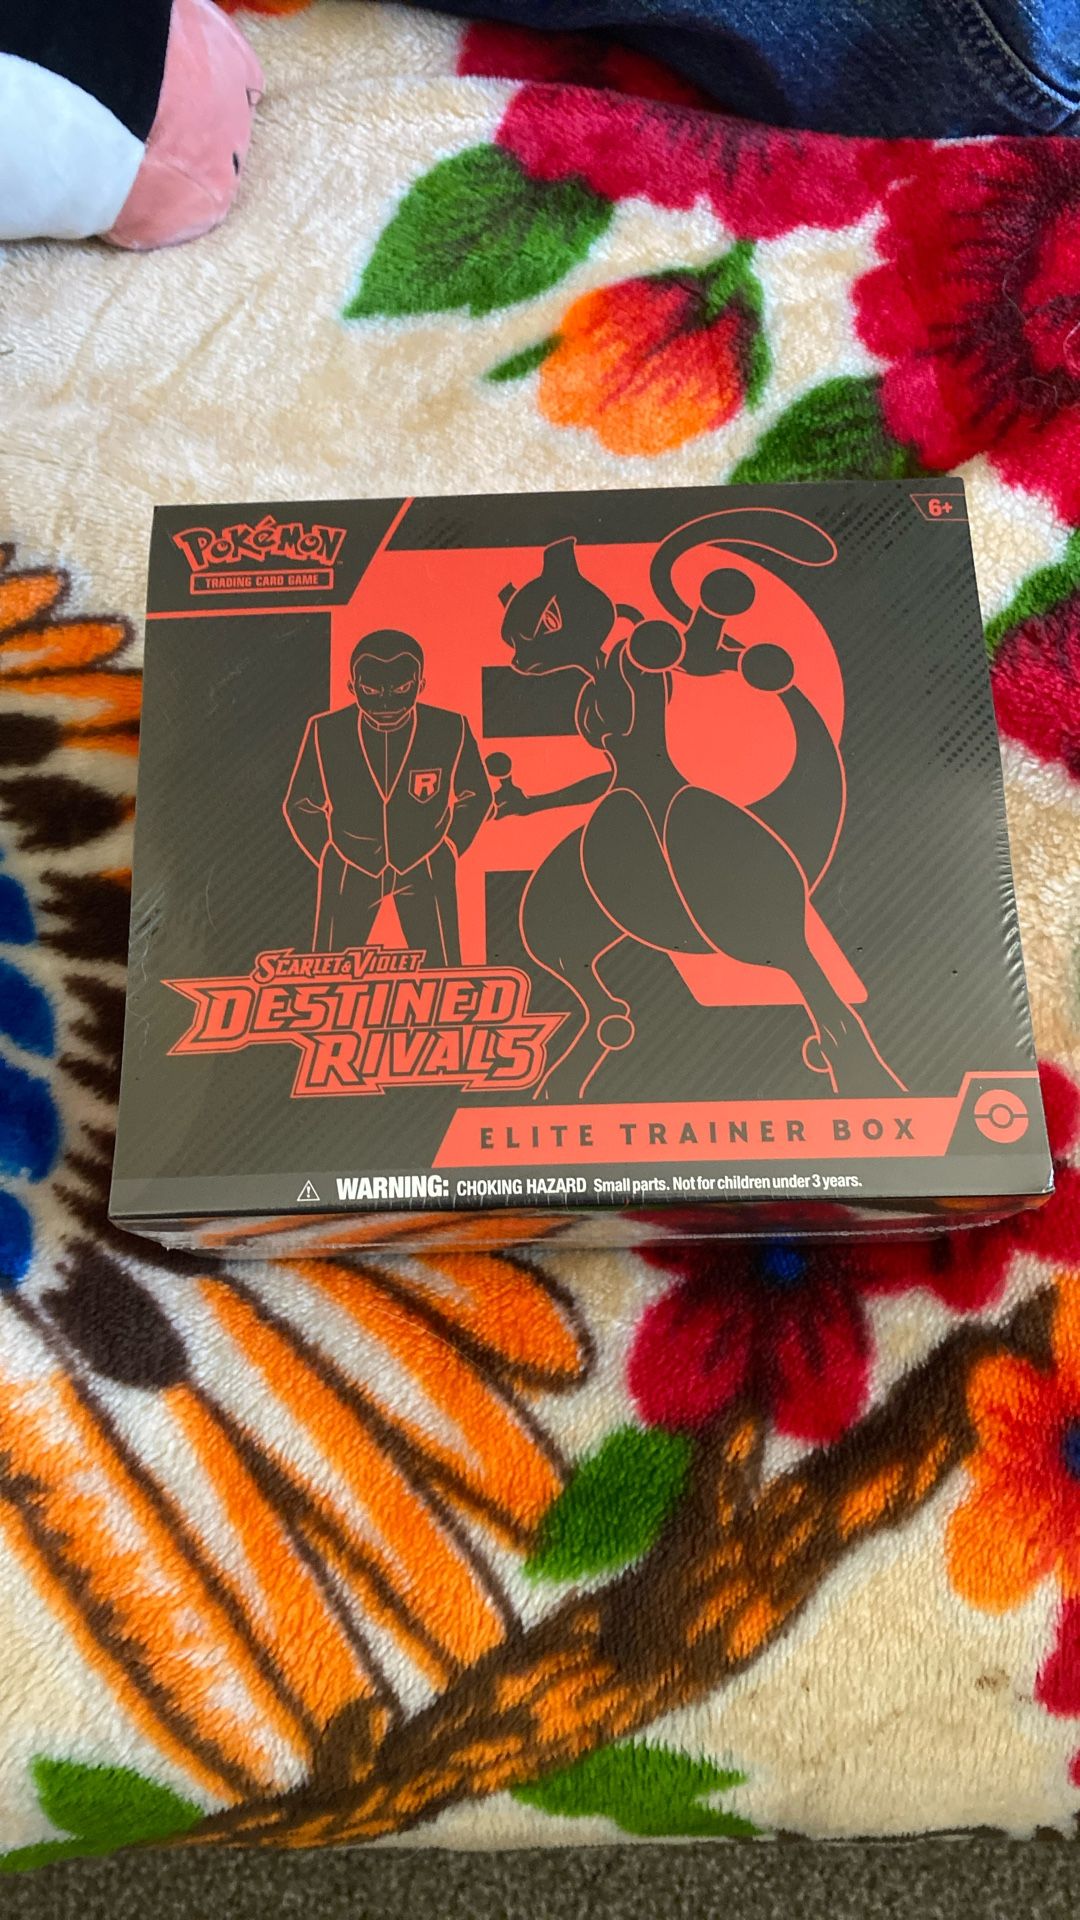 6+
POKéMON
TRADING CARD GAME
R
SCARLET & VIOLET
DESTINED
RIVALS
ELITE TRAINER BOX
⚠ WARNING: CHOKING HAZARD Small parts. Not for children under 3 years.